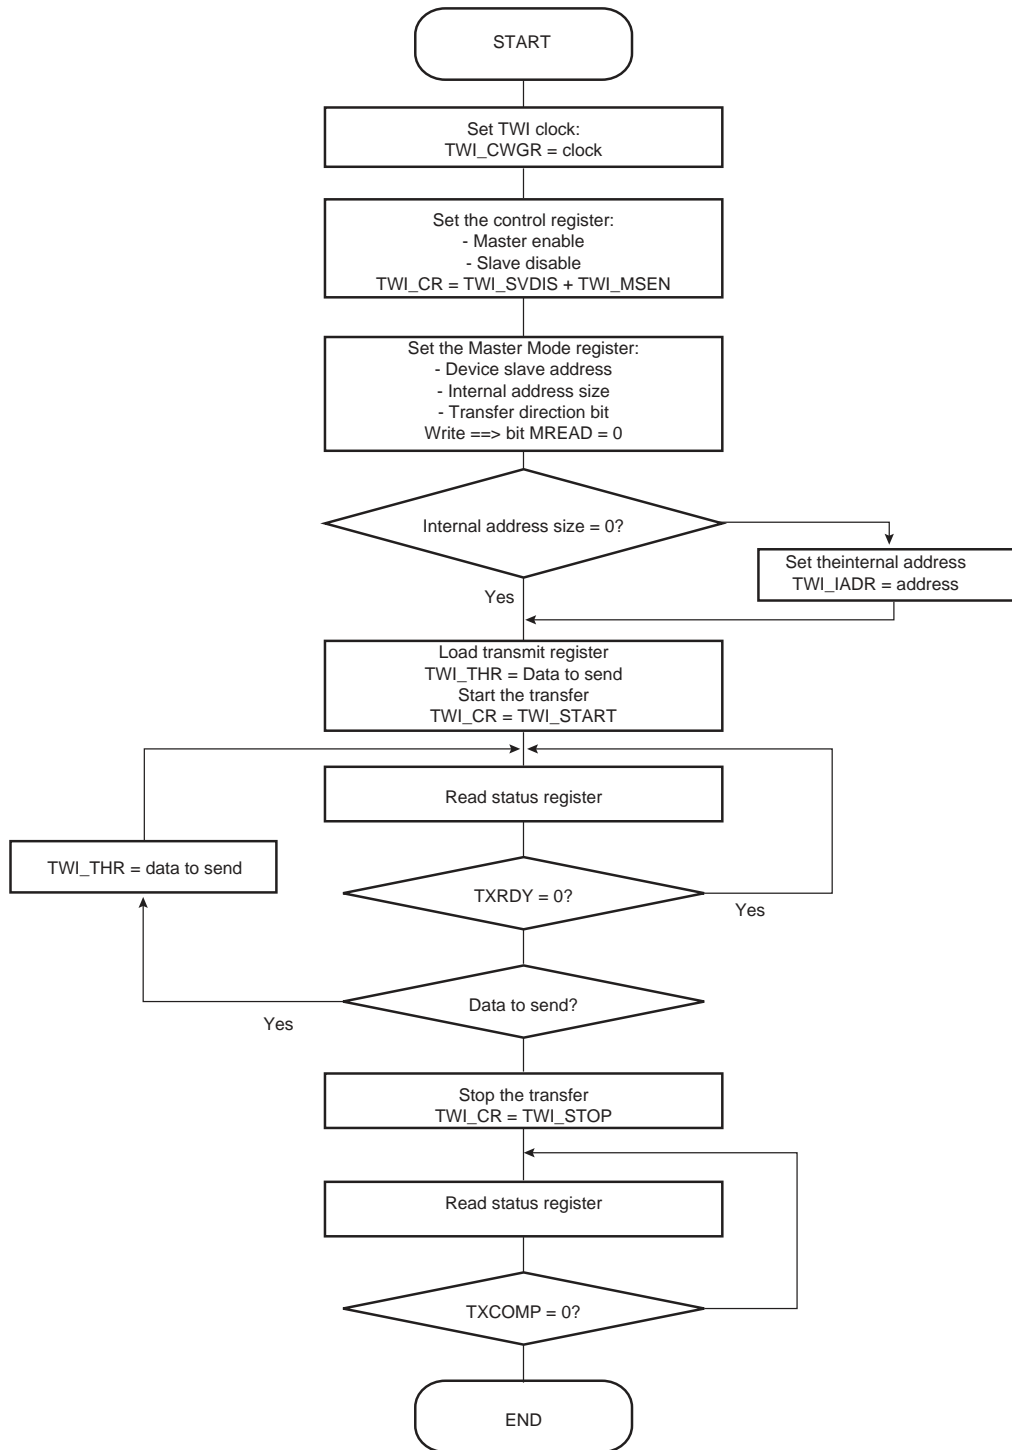 START
Set TWI clock:
TWI_CWGR = clock
Set the control register:
- Master enable
- Slave disable
TWI_CR = TWI_SVDIS + TWI_MSEN
Set the Master Mode register:
- Device slave address
- Internal address size
- Transfer direction bit
Write ==> bit MREAD = 0
Internal address size = 0?
Set theinternal address
TWI_IADR = address
Yes
Load transmit register
TWI_THR = Data to send
Start the transfer
TWI_CR = TWI_START
Read status register
TWI_THR = data to send
TXRDY = 0?
Yes
Data to send?
Yes
Stop the transfer
TWI_CR = TWI_STOP
Read status register
TXCOMP = 0?
END